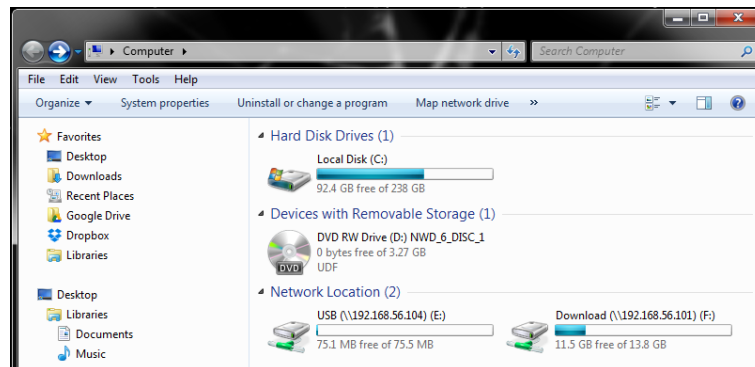 Computer
Search Computer
File Edit View Tools Help
Organize System properties Uninstall or change a program Map network drive »
Favorites
Desktop
Downloads
Recent Places
Google Drive
Dropbox
Libraries
Desktop
Libraries
Documents
Music
Hard Disk Drives (1)
Local Disk (C:)
92.4 GB free of 238 GB
Devices with Removable Storage (1)
DVD RW Drive (D:) NWD_6_DISC_1
0 bytes free of 3.27 GB
UDF
DVD
Network Location (2)
USB (\\192.168.56.104) (E:)
75.1 MB free of 75.5 MB
Download (\\192.168.56.101) (F:)
11.5 GB free of 13.8 GB